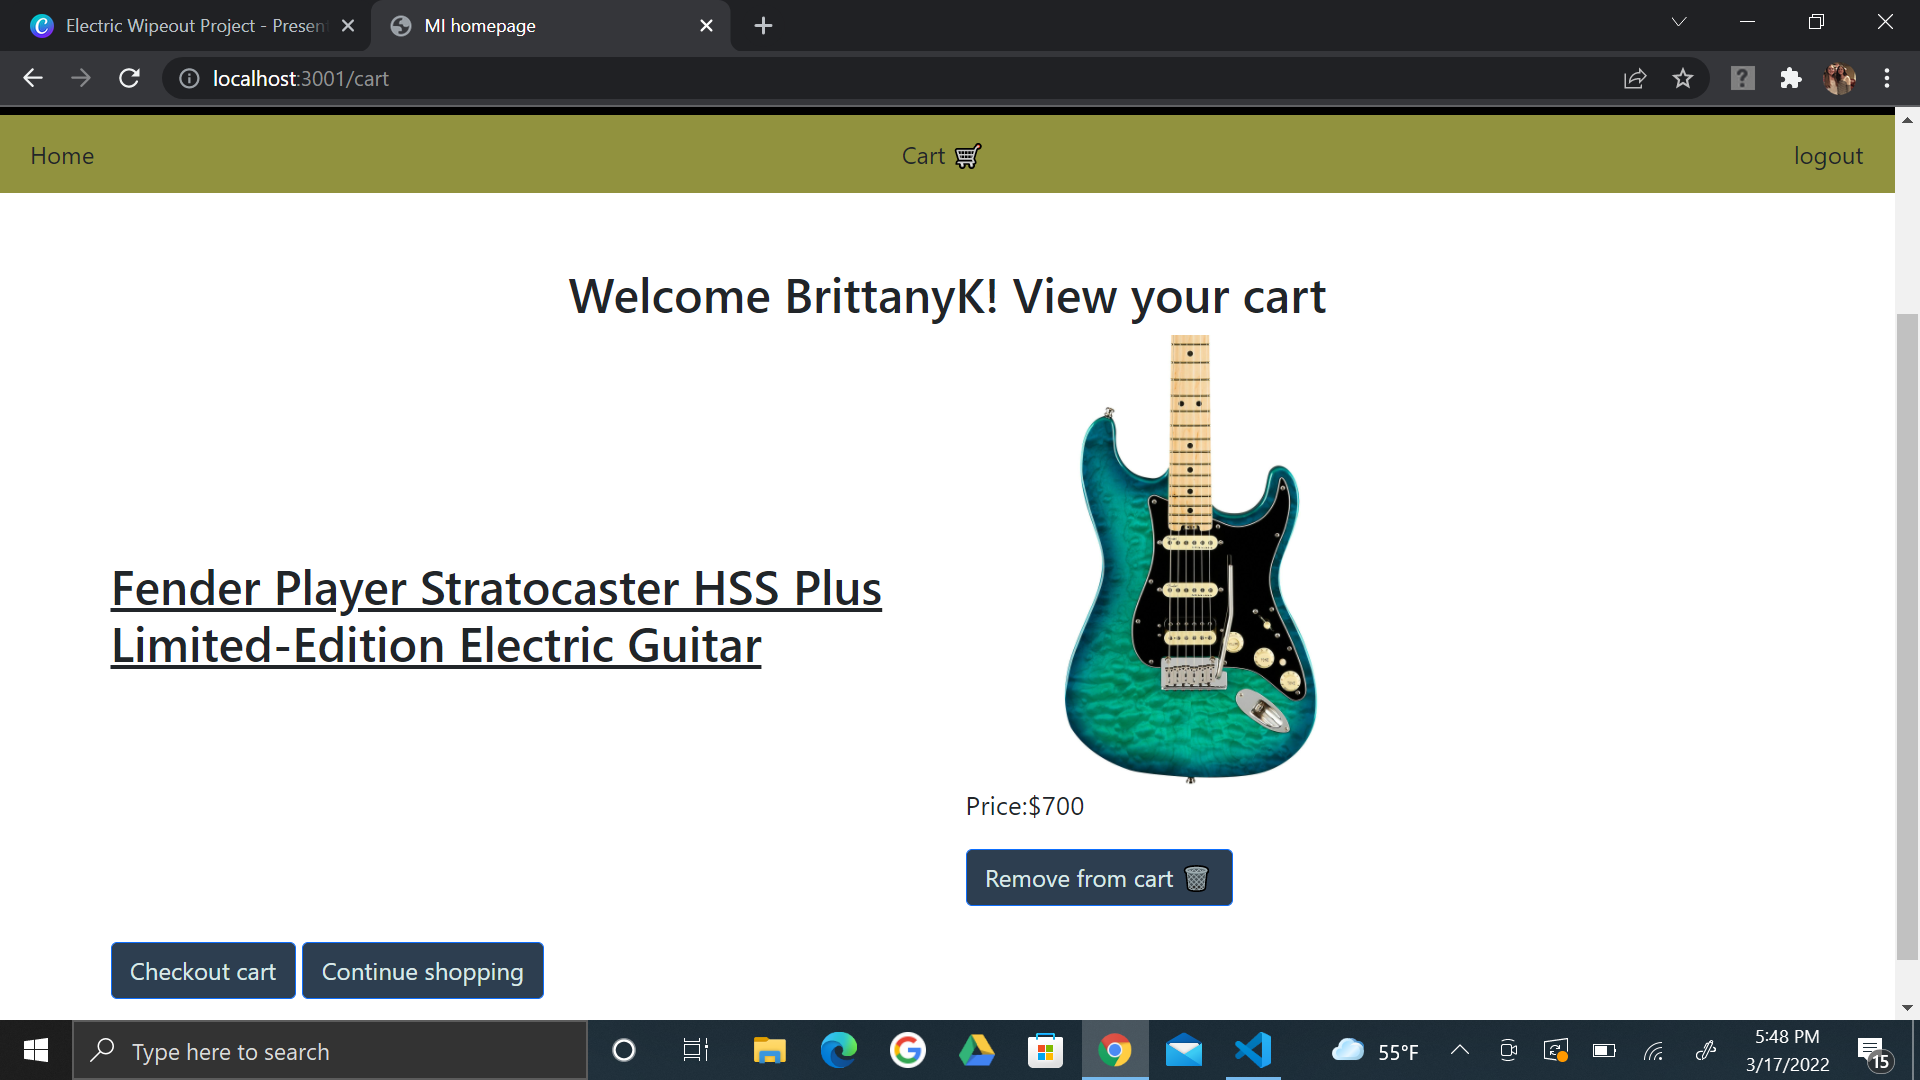 Electric Wipeout Project - Presen
MI homepage
localhost:3001/cart
Home
Cart
logout
Welcome BrittanyK! View your cart
Fender Player Stratocaster HSS Plus
Limited-Edition Electric Guitar
Price:$700
Remove from cart
Checkout cart
Continue shopping
Type here to search
55°F
5:48 PM
3/17/2022
15